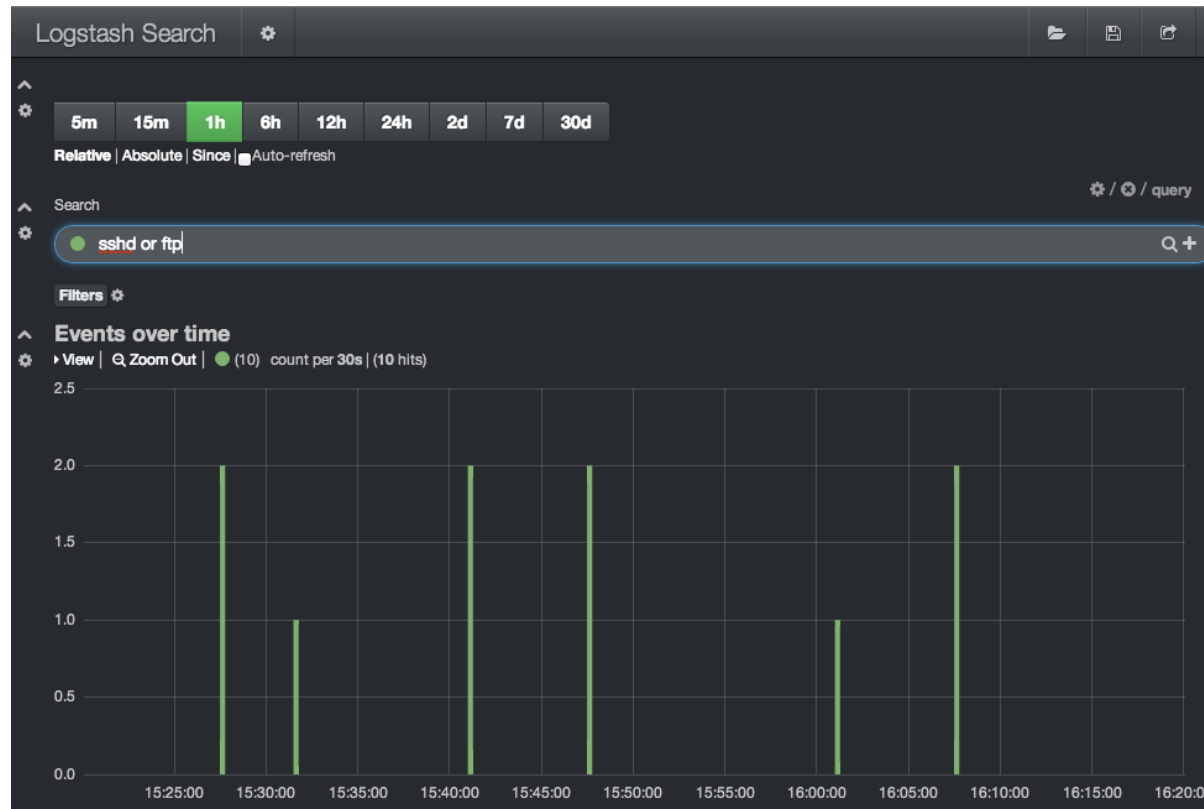 Logstash Search
5m 15m 1h 6h 12h 24h 2d 7d 30d
Relative | Absolute | Since | Auto-refresh
/ / query
Search
sshd or ftp
Filters
Events over time
View | Zoom Out | (10) count per 30s | (10 hits)
2.5
2.0
1.5
1.0
0.5
0.0
15:25:00 15:30:00 15:35:00 15:40:00 15:45:00 15:50:00 15:55:00 16:00:00 16:05:00 16:10:00 16:15:00 16:20:0